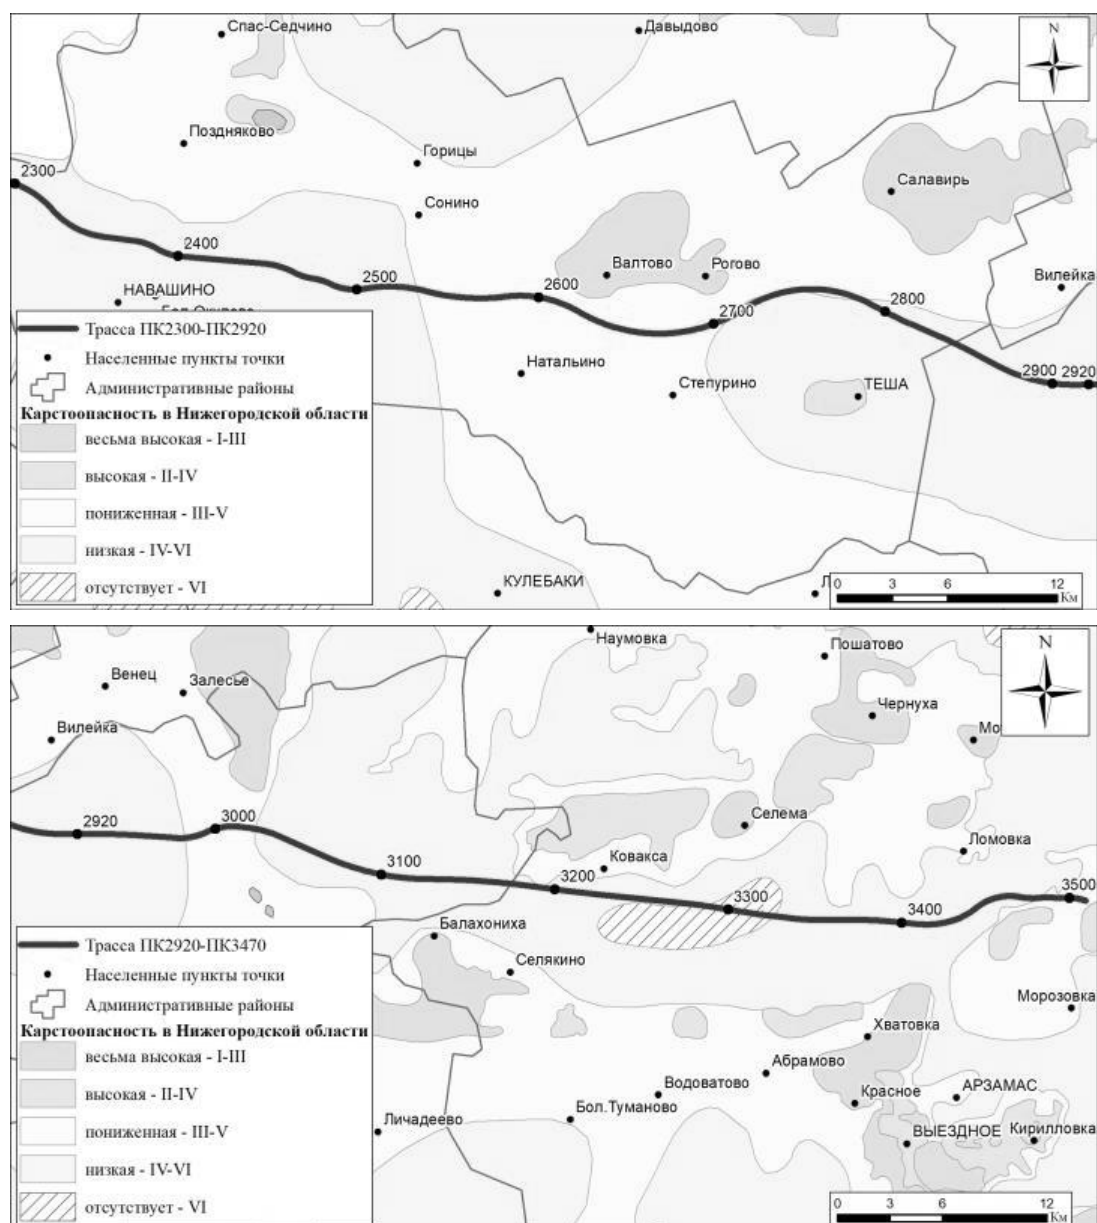 Спас-Седчино
Давыдово
N
Поздняково
Горицы
2300
Салавирь
Сонино
2400
Валтово
Рогово
Вилейка
2500
НАВАШИНО
2600
2700
2800
Трасса ПК2300-ПК2920
Населенные пункты точки
Натальино
2900
2920
Административные районы
Степурино
ТЕША
Карстоопасность в Нижегородской области
весьма высокая - I-III
высокая - II-IV
пониженная - III-V
низкая - IV-VI
отсутствует - VI
КУЛЕБАКИ
0 3 6 12
Км
Наумовка
Пошатово
N
Венец
Залесье
Чернуха
Вилейка
Мо
2920
3000
Селема
Ломовка
3100
Ковакса
3200
3300
3400
3500
Балахониха
Трасса ПК2920-ПК3470
Населенные пункты точки
Селякино
Административные районы
Морозовка
Карстоопасность в Нижегородской области
Хватовка
весьма высокая - I-III
Абрамово
Водоватово
высокая - II-IV
Красное
АРЗАМАС
Бол.Туманово
Личадеево
пониженная - III-V
ВЫЕЗДНОЕ
Кирилловка
низкая - IV-VI
отсутствует - VI
0 3 6 12
Км